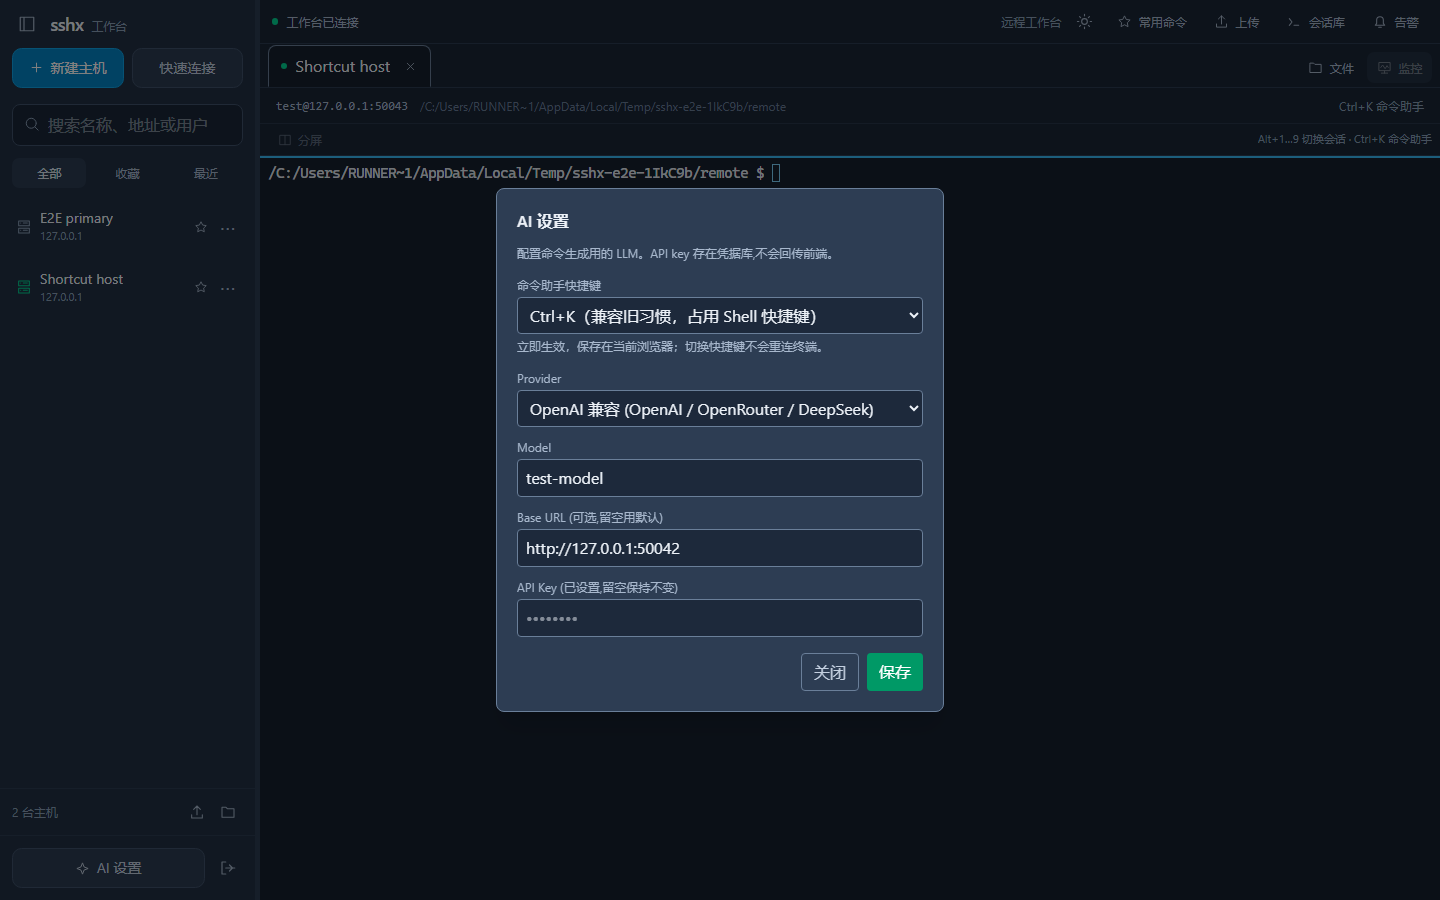 sshx 工作台
新建主机
快速连接
搜索名称、地址或用户
全部
收藏
最近
E2E primary
127.0.0.1
Shortcut host
127.0.0.1
2 台主机
AI 设置
工作台已连接
远程工作台
常用命令
上传
会话库
告警
Shortcut host
文件
监控
test@127.0.0.1:50043 /C:/Users/RUNNER~1/AppData/Local/Temp/sshx-e2e-1IkC9b/remote
Ctrl+K 命令助手
分屏
Alt+1…9 切换会话 · Ctrl+K 命令助手
/C:/Users/RUNNER~1/AppData/Local/Temp/sshx-e2e-1IkC9b/remote $
AI 设置
配置命令生成用的 LLM。API key 存在凭据库,不会回传前端。
命令助手快捷键
Ctrl+K（兼容旧习惯，占用 Shell 快捷键）
立即生效，保存在当前浏览器；切换快捷键不会重连终端。
Provider
OpenAI 兼容 (OpenAI / OpenRouter / DeepSeek)
Model
test-model
Base URL (可选,留空用默认)
http://127.0.0.1:50042
API Key (已设置,留空保持不变)
••••••••
关闭
保存